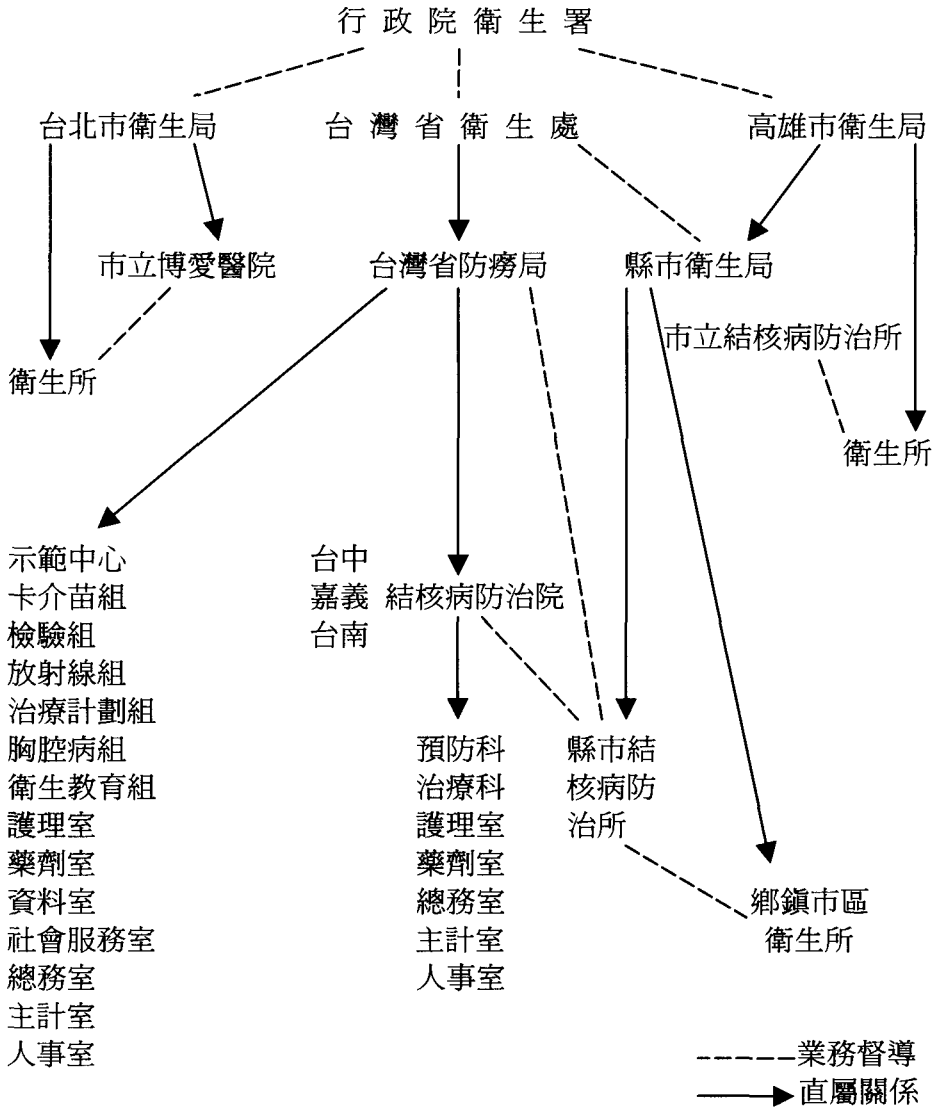 行政院衛生署
台北市衛生局
台灣省衛生處
高雄市衛生局
市立博愛醫院
台灣省防癆局
縣市衛生局
市立結核病防治所
衛生所
衛生所
示範中心
卡介苗組
檢驗組
放射線組
治療計劃組
胸腔病組
衛生教育組
護理室
藥劑室
資料室
社會服務室
總務室
主計室
人事室
台中
嘉義 結核病防治院
台南
預防科
治療科
護理室
藥劑室
總務室
主計室
人事室
縣市結
核病防
治所
鄉鎮市區
衛生所
業務督導
直屬關係